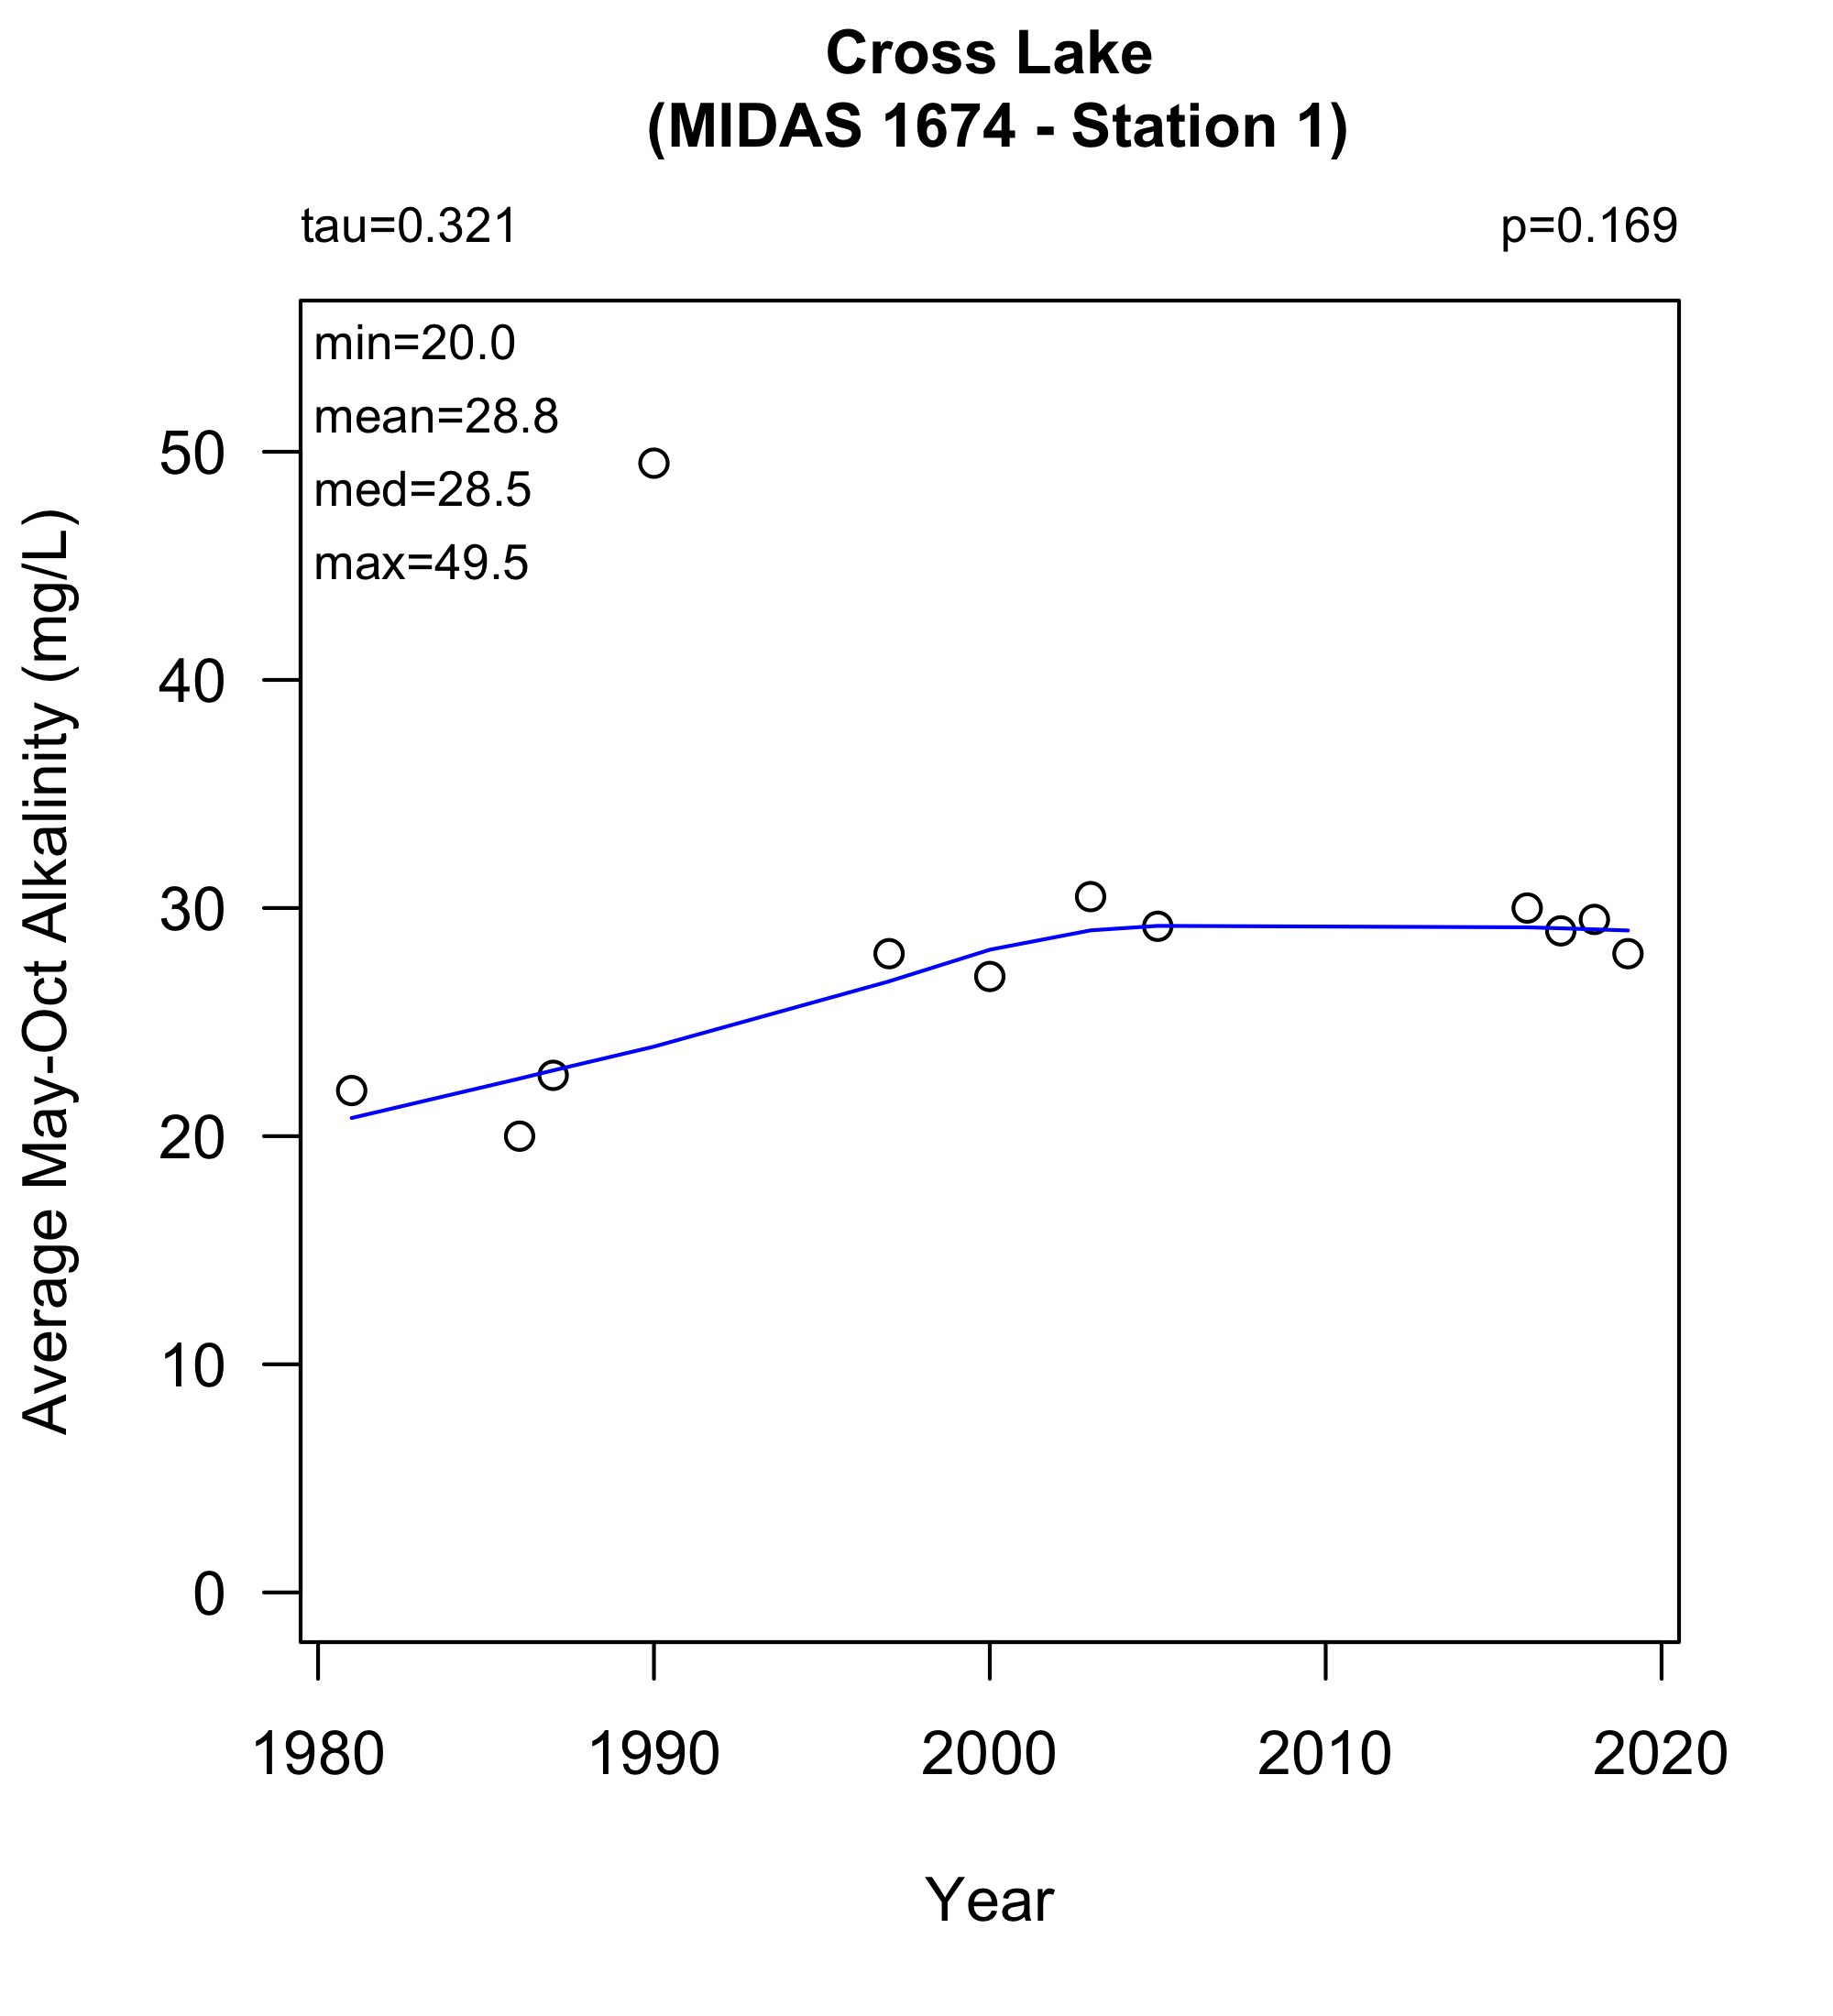 Cross Lake
(MIDAS 1674 - Station 1)
tau=0.321
p=0.169
min=20.0
mean=28.8
med=28.5
max=49.5
Average May-Oct Alkalinity (mg/L)
50
40
30
20
10
0
1980 1990 2000 2010 2020
Year